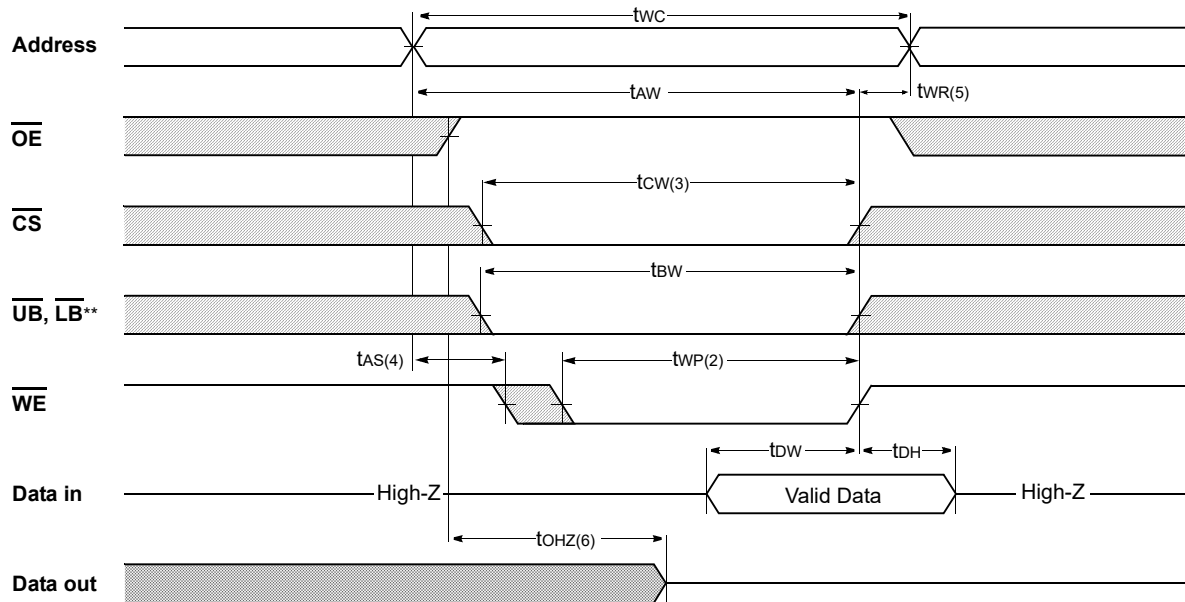 tWC
Address
tAW
tWR(5)
OE
tCW(3)
CS
tBW
UB, LB**
tAS(4)
tWP(2)
WE
tDW
tDH
Data in
High-Z
Valid Data
High-Z
tOHZ(6)
Data out